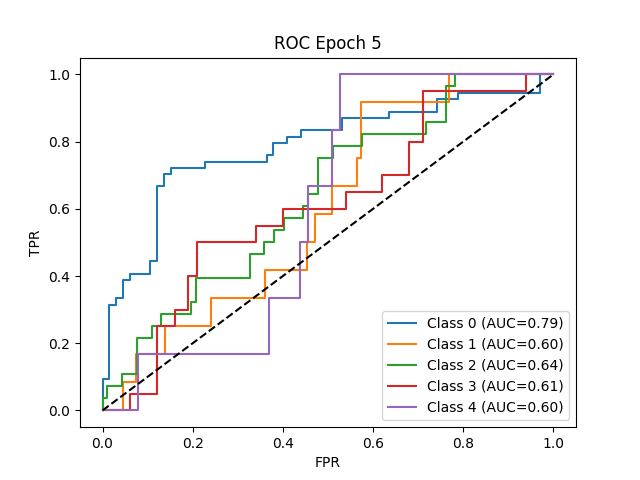 ROC Epoch 5
TPR
1.0
0.8
0.6
0.4
0.2
0.0
Class 0 (AUC=0.79)
Class 1 (AUC=0.60)
Class 2 (AUC=0.64)
Class 3 (AUC=0.61)
Class 4 (AUC=0.60)
0.0 0.2 0.4 0.6 0.8 1.0
FPR